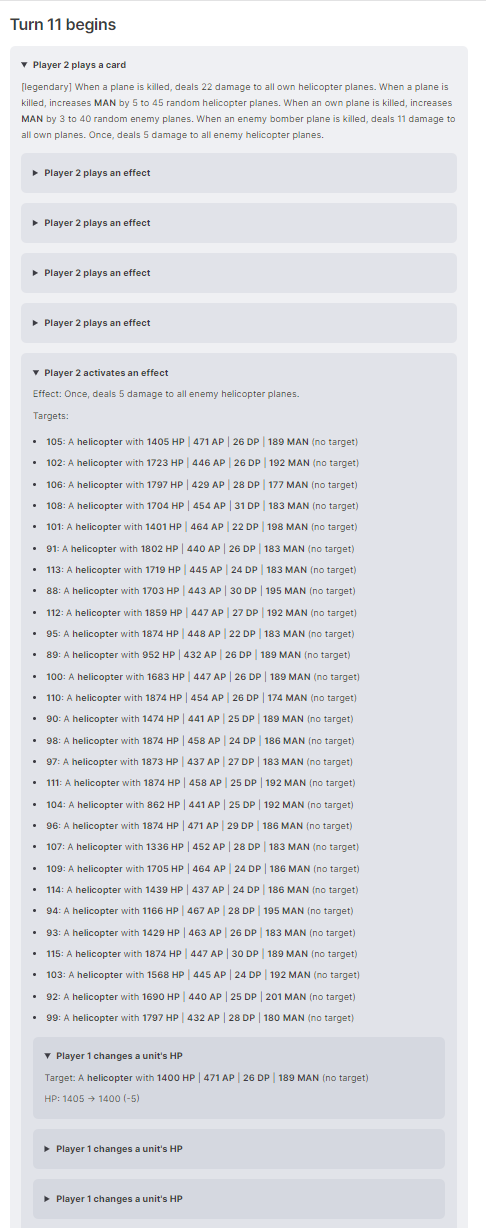 Turn 11 begins
Player 2 plays a card
[legendary] When a plane is killed, deals 22 damage to all own helicopter planes. When a plane is
killed, increases MAN by 5 to 45 random helicopter planes. When an own plane is killed, increases
MAN by 3 to 40 random enemy planes. When an enemy bomber plane is killed, deals 11 damage to
all own planes. Once, deals 5 damage to all enemy helicopter planes.
Player 2 plays an effect
Player 2 plays an effect
Player 2 plays an effect
Player 2 plays an effect
Player 2 activates an effect
Effect: Once, deals 5 damage to all enemy helicopter planes.
Targets:
• 105: A helicopter with 1405 HP | 471 AP | 26 DP | 189 MAN (no target)
• 102: A helicopter with 1723 HP | 446 AP | 26 DP | 192 MAN (no target)
• 106: A helicopter with 1797 HP | 429 AP | 28 DP | 177 MAN (no target)
• 108: A helicopter with 1704 HP | 454 AP | 31 DP | 183 MAN (no target)
• 101: A helicopter with 1401 HP | 464 AP | 22 DP | 198 MAN (no target)
• 91: A helicopter with 1802 HP | 440 AP | 26 DP | 183 MAN (no target)
• 113: A helicopter with 1719 HP | 445 AP | 24 DP | 183 MAN (no target)
• 88: A helicopter with 1703 HP | 443 AP | 30 DP | 195 MAN (no target)
• 112: A helicopter with 1859 HP | 447 AP | 27 DP | 192 MAN (no target)
• 95: A helicopter with 1874 HP | 448 AP | 22 DP | 183 MAN (no target)
• 89: A helicopter with 952 HP | 432 AP | 26 DP | 189 MAN (no target)
• 100: A helicopter with 1683 HP | 447 AP | 26 DP | 189 MAN (no target)
• 110: A helicopter with 1874 HP | 454 AP | 26 DP | 174 MAN (no target)
• 90: A helicopter with 1474 HP | 441 AP | 25 DP | 189 MAN (no target)
• 98: A helicopter with 1874 HP | 458 AP | 24 DP | 186 MAN (no target)
• 97: A helicopter with 1873 HP | 437 AP | 27 DP | 183 MAN (no target)
• 111: A helicopter with 1874 HP | 458 AP | 25 DP | 192 MAN (no target)
• 104: A helicopter with 862 HP | 441 AP | 25 DP | 192 MAN (no target)
• 96: A helicopter with 1874 HP | 471 AP | 29 DP | 186 MAN (no target)
• 107: A helicopter with 1336 HP | 452 AP | 28 DP | 183 MAN (no target)
• 109: A helicopter with 1705 HP | 464 AP | 24 DP | 186 MAN (no target)
• 114: A helicopter with 1439 HP | 437 AP | 24 DP | 186 MAN (no target)
• 94: A helicopter with 1166 HP | 467 AP | 28 DP | 195 MAN (no target)
• 93: A helicopter with 1429 HP | 463 AP | 26 DP | 183 MAN (no target)
• 115: A helicopter with 1874 HP | 447 AP | 30 DP | 189 MAN (no target)
• 103: A helicopter with 1568 HP | 445 AP | 24 DP | 192 MAN (no target)
• 92: A helicopter with 1690 HP | 440 AP | 25 DP | 201 MAN (no target)
• 99: A helicopter with 1797 HP | 432 AP | 28 DP | 180 MAN (no target)
Player 1 changes a unit's HP
Target: A helicopter with 1400 HP | 471 AP | 26 DP | 189 MAN (no target)
HP: 1405 → 1400 (-5)
Player 1 changes a unit's HP
Player 1 changes a unit's HP